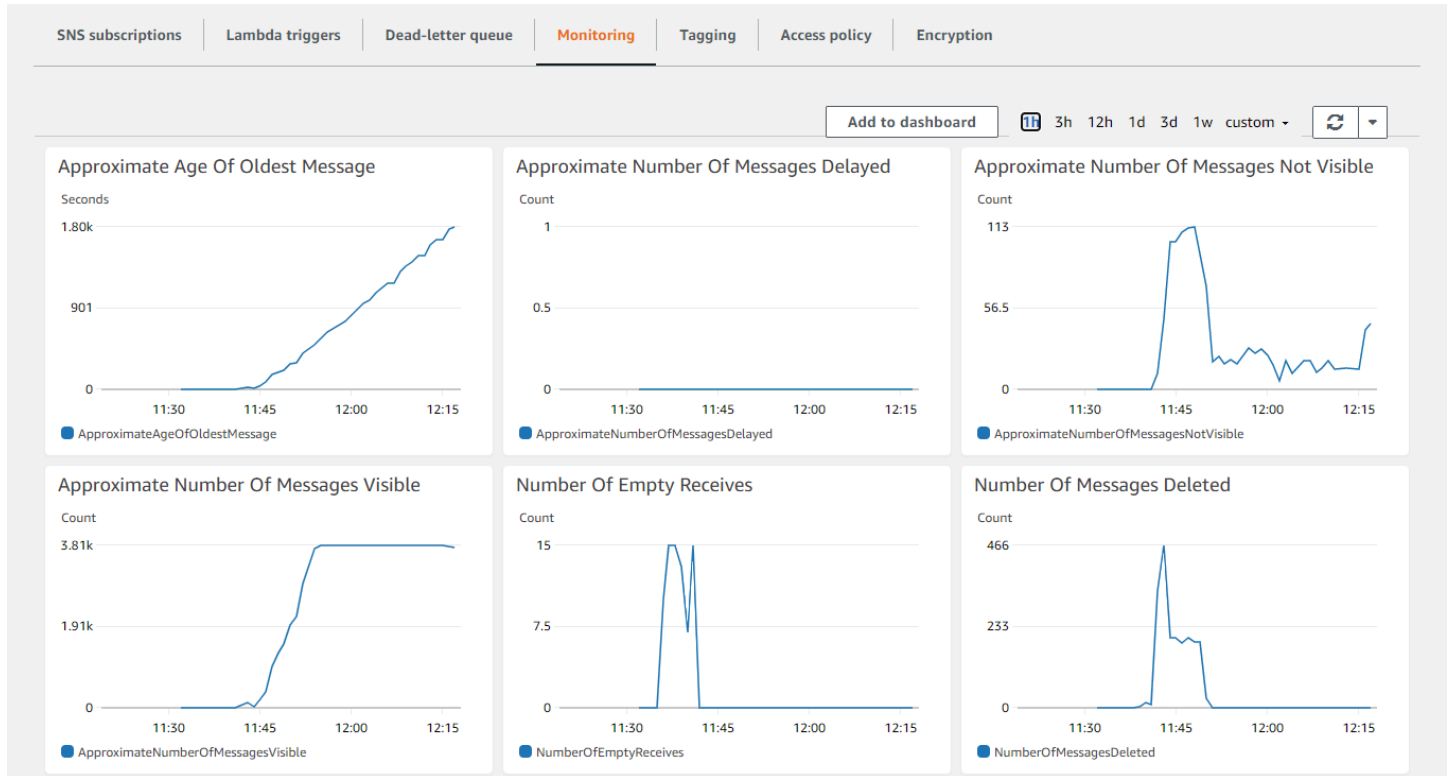 SNS subscriptions Lambda triggers Dead-letter queue Monitoring Tagging Access policy Encryption
Add to dashboard 1h 3h 12h 1d 3d 1w custom
Approximate Age Of Oldest Message
Seconds
1.80k
901
0
11:30 11:45 12:00 12:15
ApproximateAgeOfOldestMessage
Approximate Number Of Messages Delayed
Count
1
0.5
0
11:30 11:45 12:00 12:15
ApproximateNumberOfMessagesDelayed
Approximate Number Of Messages Not Visible
Count
113
56.5
0
11:30 11:45 12:00 12:15
ApproximateNumberOfMessagesNotVisible
Approximate Number Of Messages Visible
Count
3.81k
1.91k
0
11:30 11:45 12:00 12:15
ApproximateNumberOfMessagesVisible
Number Of Empty Receives
Count
15
7.5
0
11:30 11:45 12:00 12:15
NumberOfEmptyReceives
Number Of Messages Deleted
Count
466
233
0
11:30 11:45 12:00 12:15
NumberOfMessagesDeleted